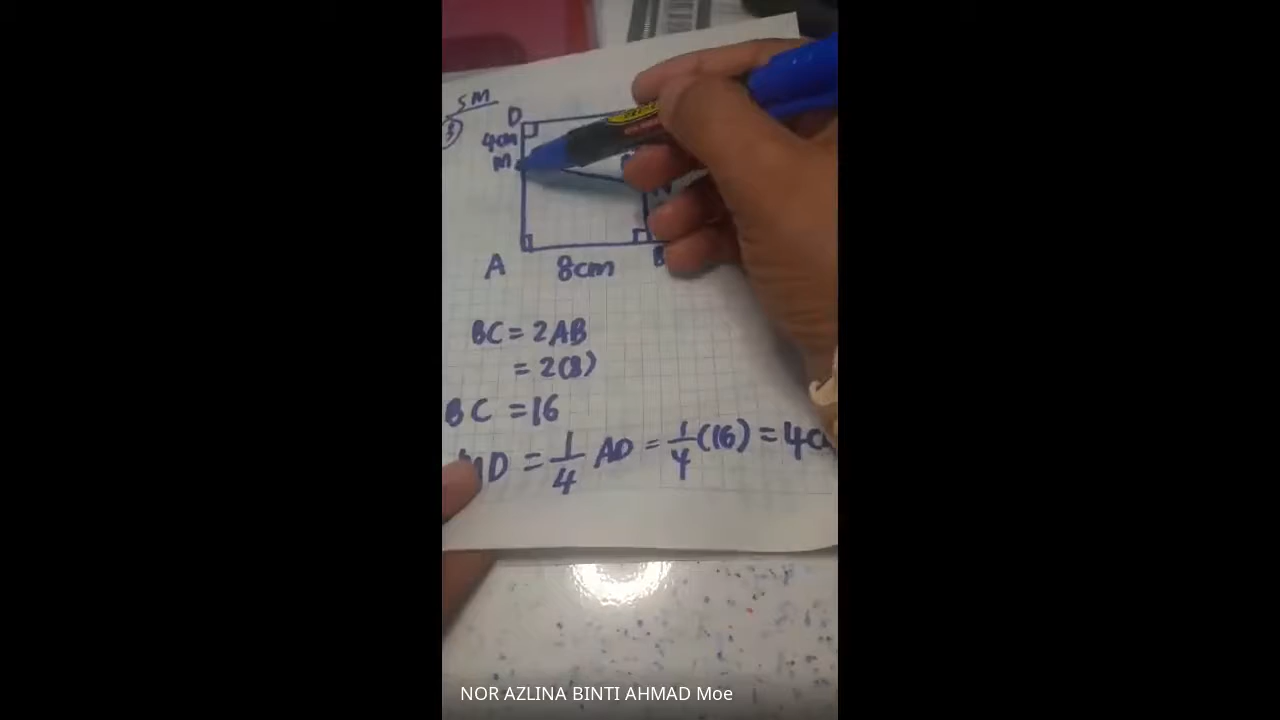 5M
D
4cm
M
A
8cm
B
BC = 2AB
= 2(8)
BC = 16
MD = 1/4 AD = 1/4 (16) = 4c
NOR AZLINA BINTI AHMAD Moe